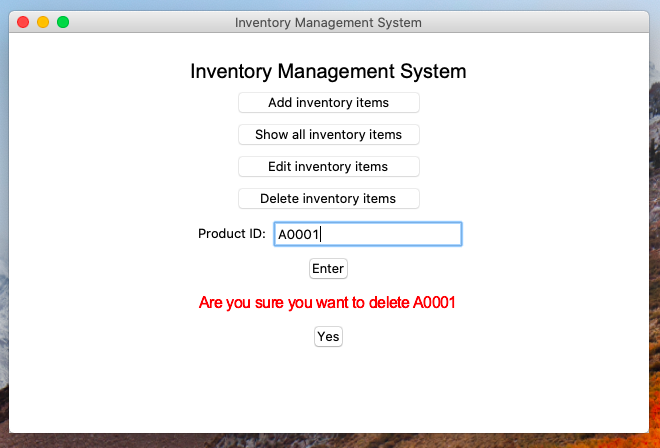 Inventory Management System
Inventory Management System
Add inventory items
Show all inventory items
Edit inventory items
Delete inventory items
Product ID: A0001
Enter
Are you sure you want to delete A0001
Yes